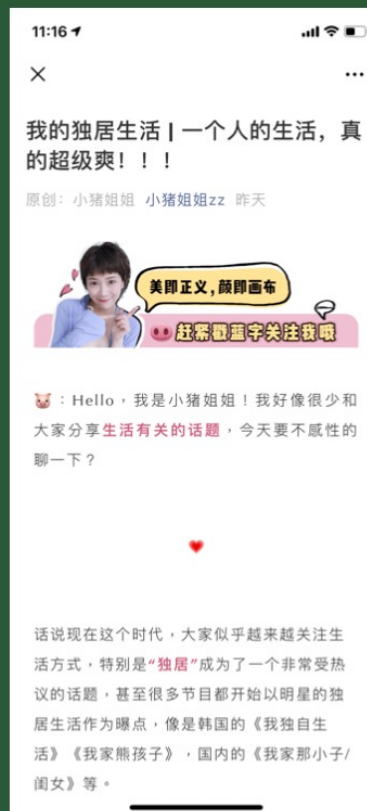 11:16
我的独居生活 | 一个人的生活，真
的超级爽！！！
原创：小猪姐姐 小猪姐姐zz 昨天
美即正义，颜即画布
赶紧戳蓝字关注我哦
：Hello，我是小猪姐姐！我好像很少和
大家分享生活有关的话题，今天要不感性的
聊一下？
话说现在这个时代，大家似乎越来越关注生
活方式，特别是“独居”成为了一个非常受热
议的话题，甚至很多节目都开始以明星的独
居生活作为曝点，像是韩国的《我独自生
活》《我家熊孩子》，国内的《我家那小子/
闺女》等。